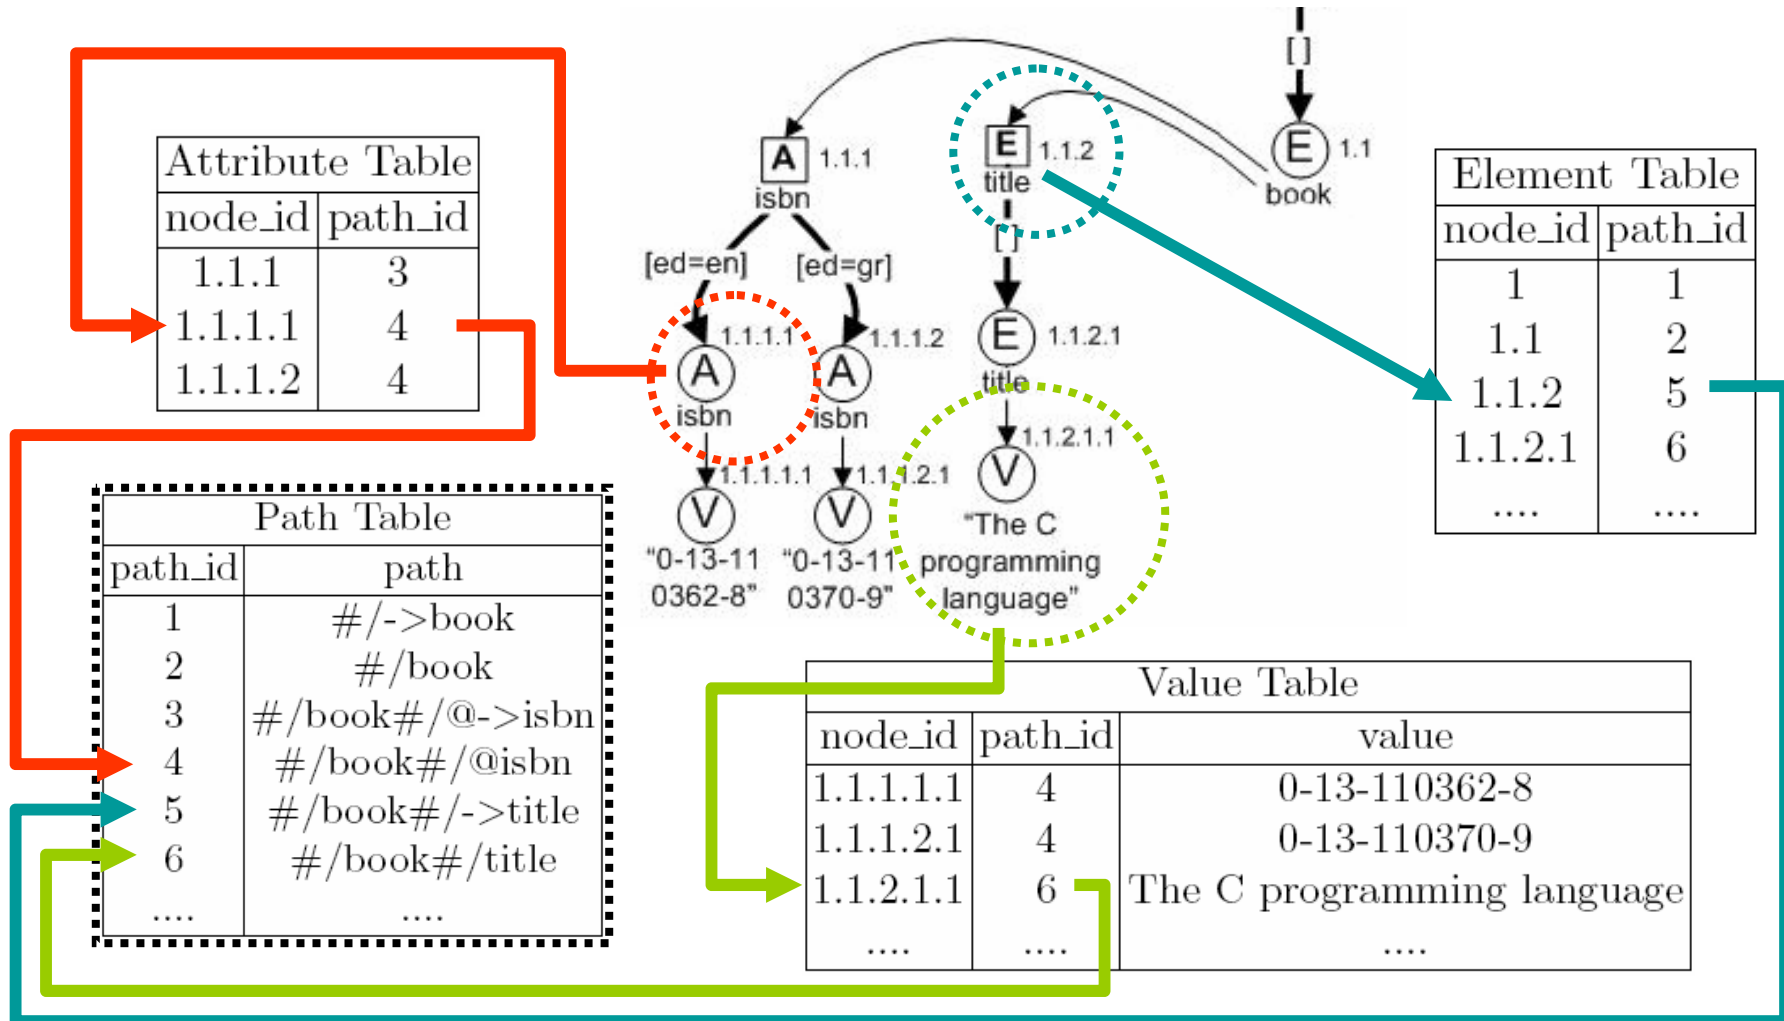 [ ]
E 1.1
book
A 1.1.1
isbn
E 1.1.2
title
[ ]
[ed=en] [ed=gr]
1.1.1.1
A
isbn
1.1.1.2
A
isbn
E 1.1.2.1
title
1.1.1.1.1
V
"0-13-11
0362-8"
1.1.1.2.1
V
"0-13-11
0370-9"
1.1.2.1.1
V
"The C
programming
language"
Attribute Table
node_id path_id
1.1.1 3
1.1.1.1 4
1.1.1.2 4
Element Table
node_id path_id
1 1
1.1 2
1.1.2 5
1.1.2.1 6
.... ....
Path Table
path_id path
1 #/->book
2 #/book
3 #/book#/@->isbn
4 #/book#/@isbn
5 #/book#/->title
6 #/book#/title
.... ....
Value Table
node_id path_id value
1.1.1.1.1 4 0-13-110362-8
1.1.1.2.1 4 0-13-110370-9
1.1.2.1.1 6 The C programming language
.... .... ....